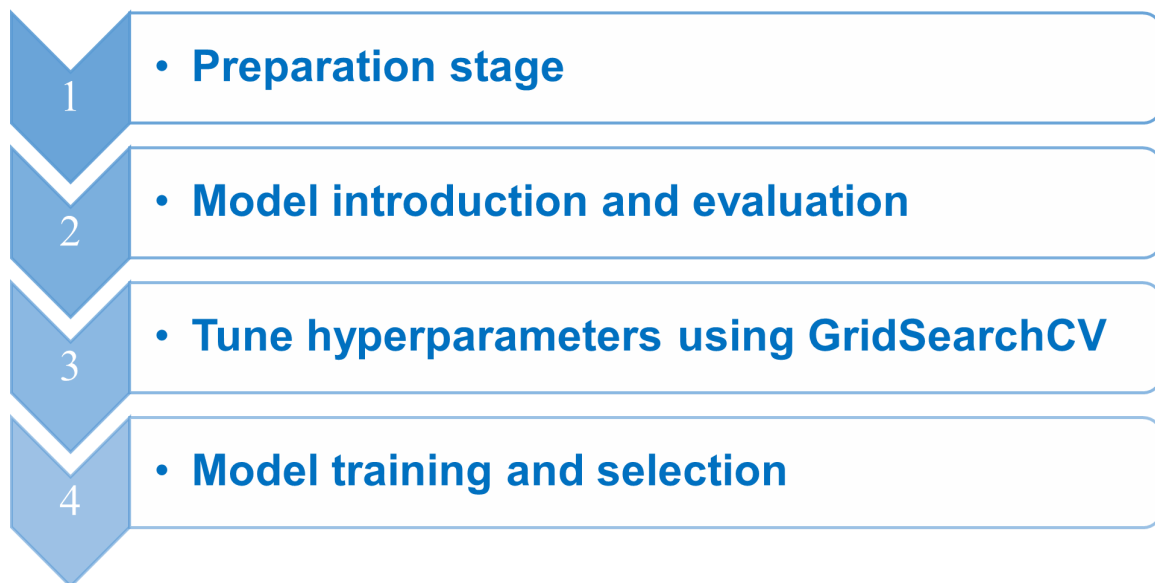 1
• Preparation stage
2
• Model introduction and evaluation
3
• Tune hyperparameters using GridSearchCV
4
• Model training and selection